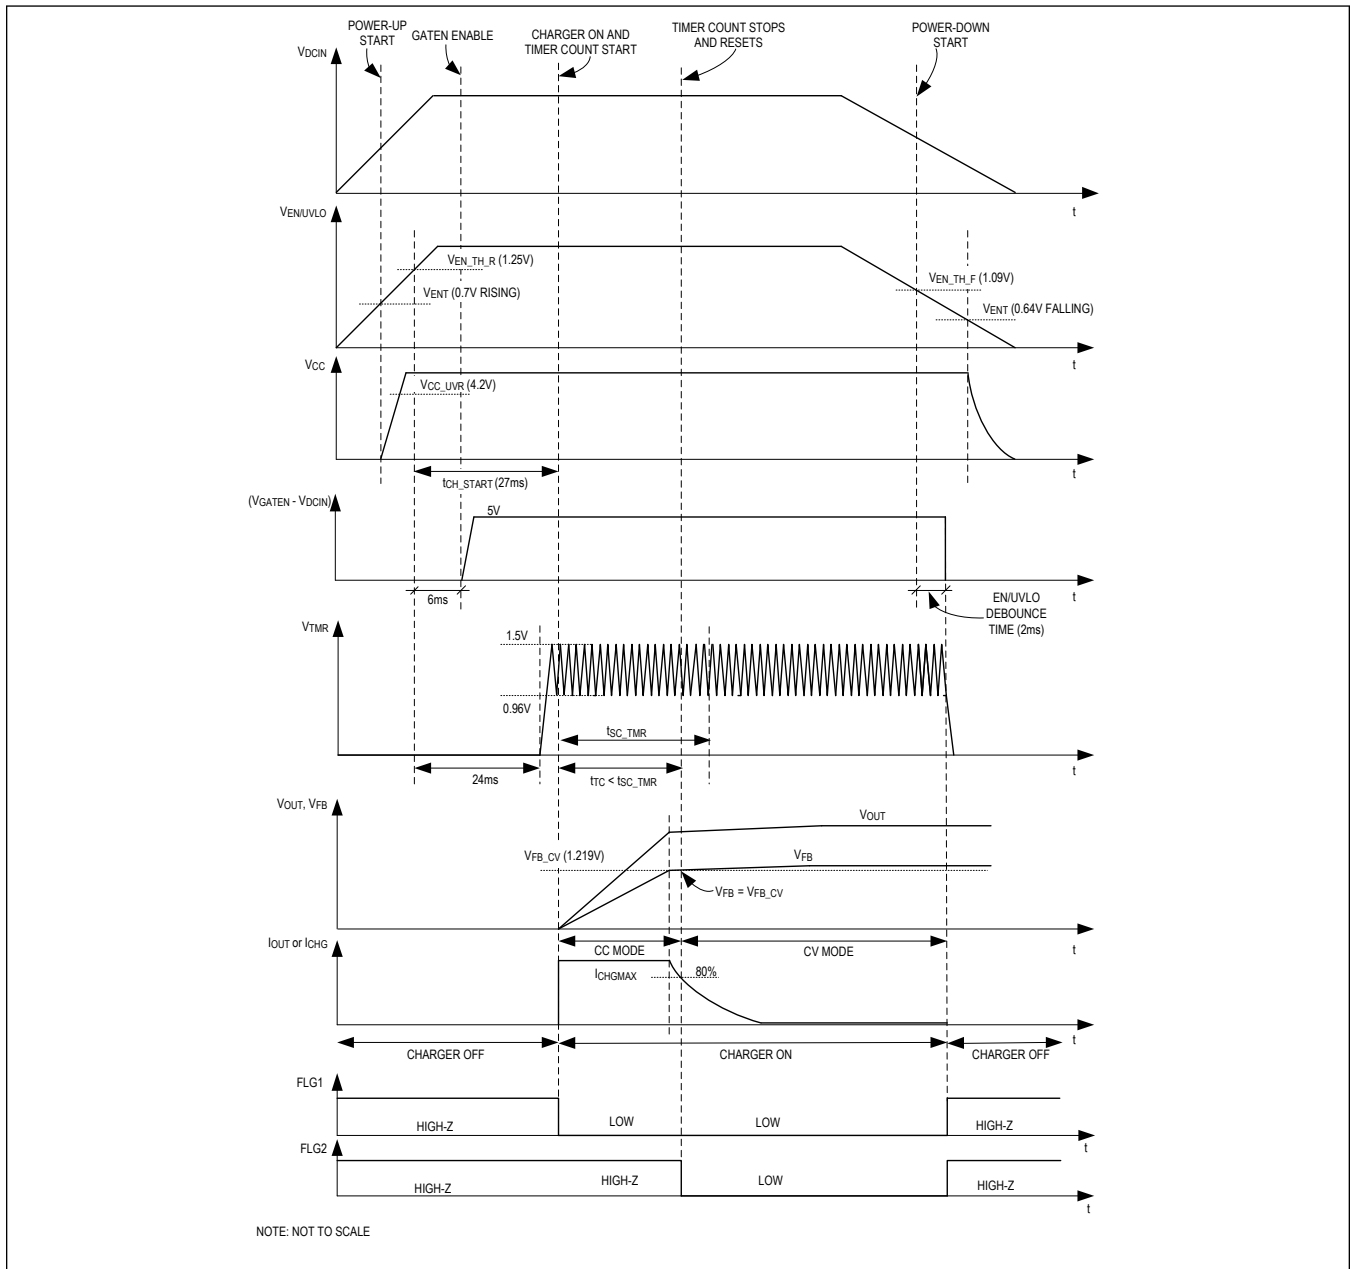 POWER-UP
START
GATEN ENABLE
CHARGER ON AND
TIMER COUNT START
TIMER COUNT STOPS
AND RESETS
POWER-DOWN
START
VDCIN
t
VEN/UVLO
VEN_TH_R (1.25V)
VENT (0.7V RISING)
VEN_TH_F (1.09V)
VENT (0.64V FALLING)
t
VCC
VCC_UVR (4.2V)
t
tCH_START (27ms)
(VGATEN - VDCIN)
5V
t
6ms
EN/UVLO
DEBOUNCE
TIME (2ms)
VTMR
1.5V
0.96V
tSC_TMR
t
24ms
tTC < tSC_TMR
VOUT, VFB
VOUT
VFB_CV (1.219V)
VFB
VFB = VFB_CV
t
IOUT or ICHG
CC MODE
CV MODE
ICHGMAX
80%
t
CHARGER OFF
CHARGER ON
CHARGER OFF
FLG1
HIGH-Z
LOW
LOW
HIGH-Z
t
FLG2
HIGH-Z
HIGH-Z
LOW
HIGH-Z
t
NOTE: NOT TO SCALE